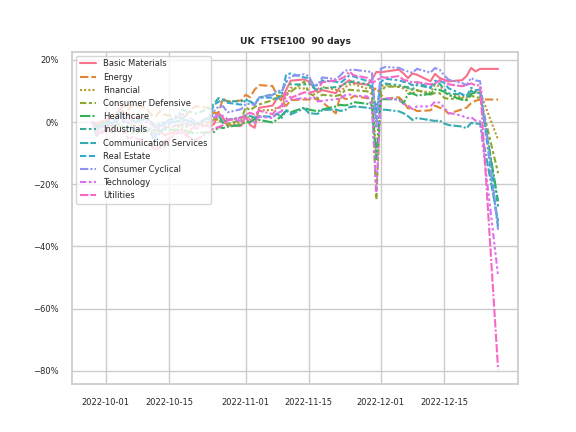 UK FTSE100 90 days
20%
0%
−20%
−40%
−60%
−80%
Basic Materials
Energy
Financial
Consumer Defensive
Healthcare
Industrials
Communication Services
Real Estate
Consumer Cyclical
Technology
Utilities
2022-10-01 2022-10-15 2022-11-01 2022-11-15 2022-12-01 2022-12-15